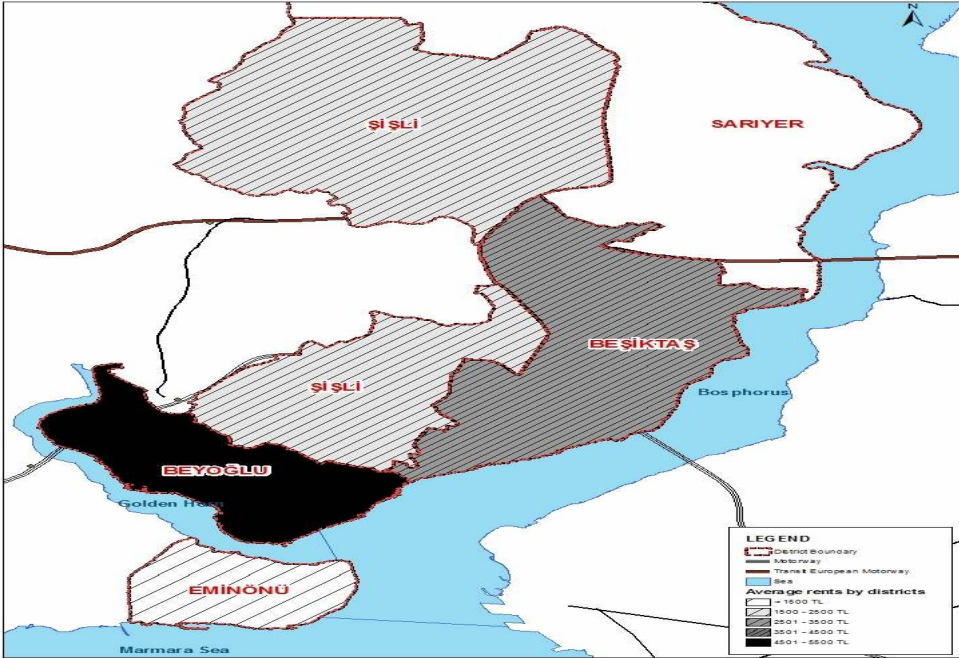 N
ŞİŞLİ
SARIYER
BEŞİKTAŞ
ŞİŞLİ
Bosphorus
BEYOĞLU
Golden Horn
EMİNÖNÜ
Marmara Sea
LEGEND
District Boundary
Motorway
Transit European Motorway
Sea
Average rents by districts
1500 TL
1500 - 2500 TL
2501 - 3500 TL
3501 - 4500 TL
4501 - 5500 TL